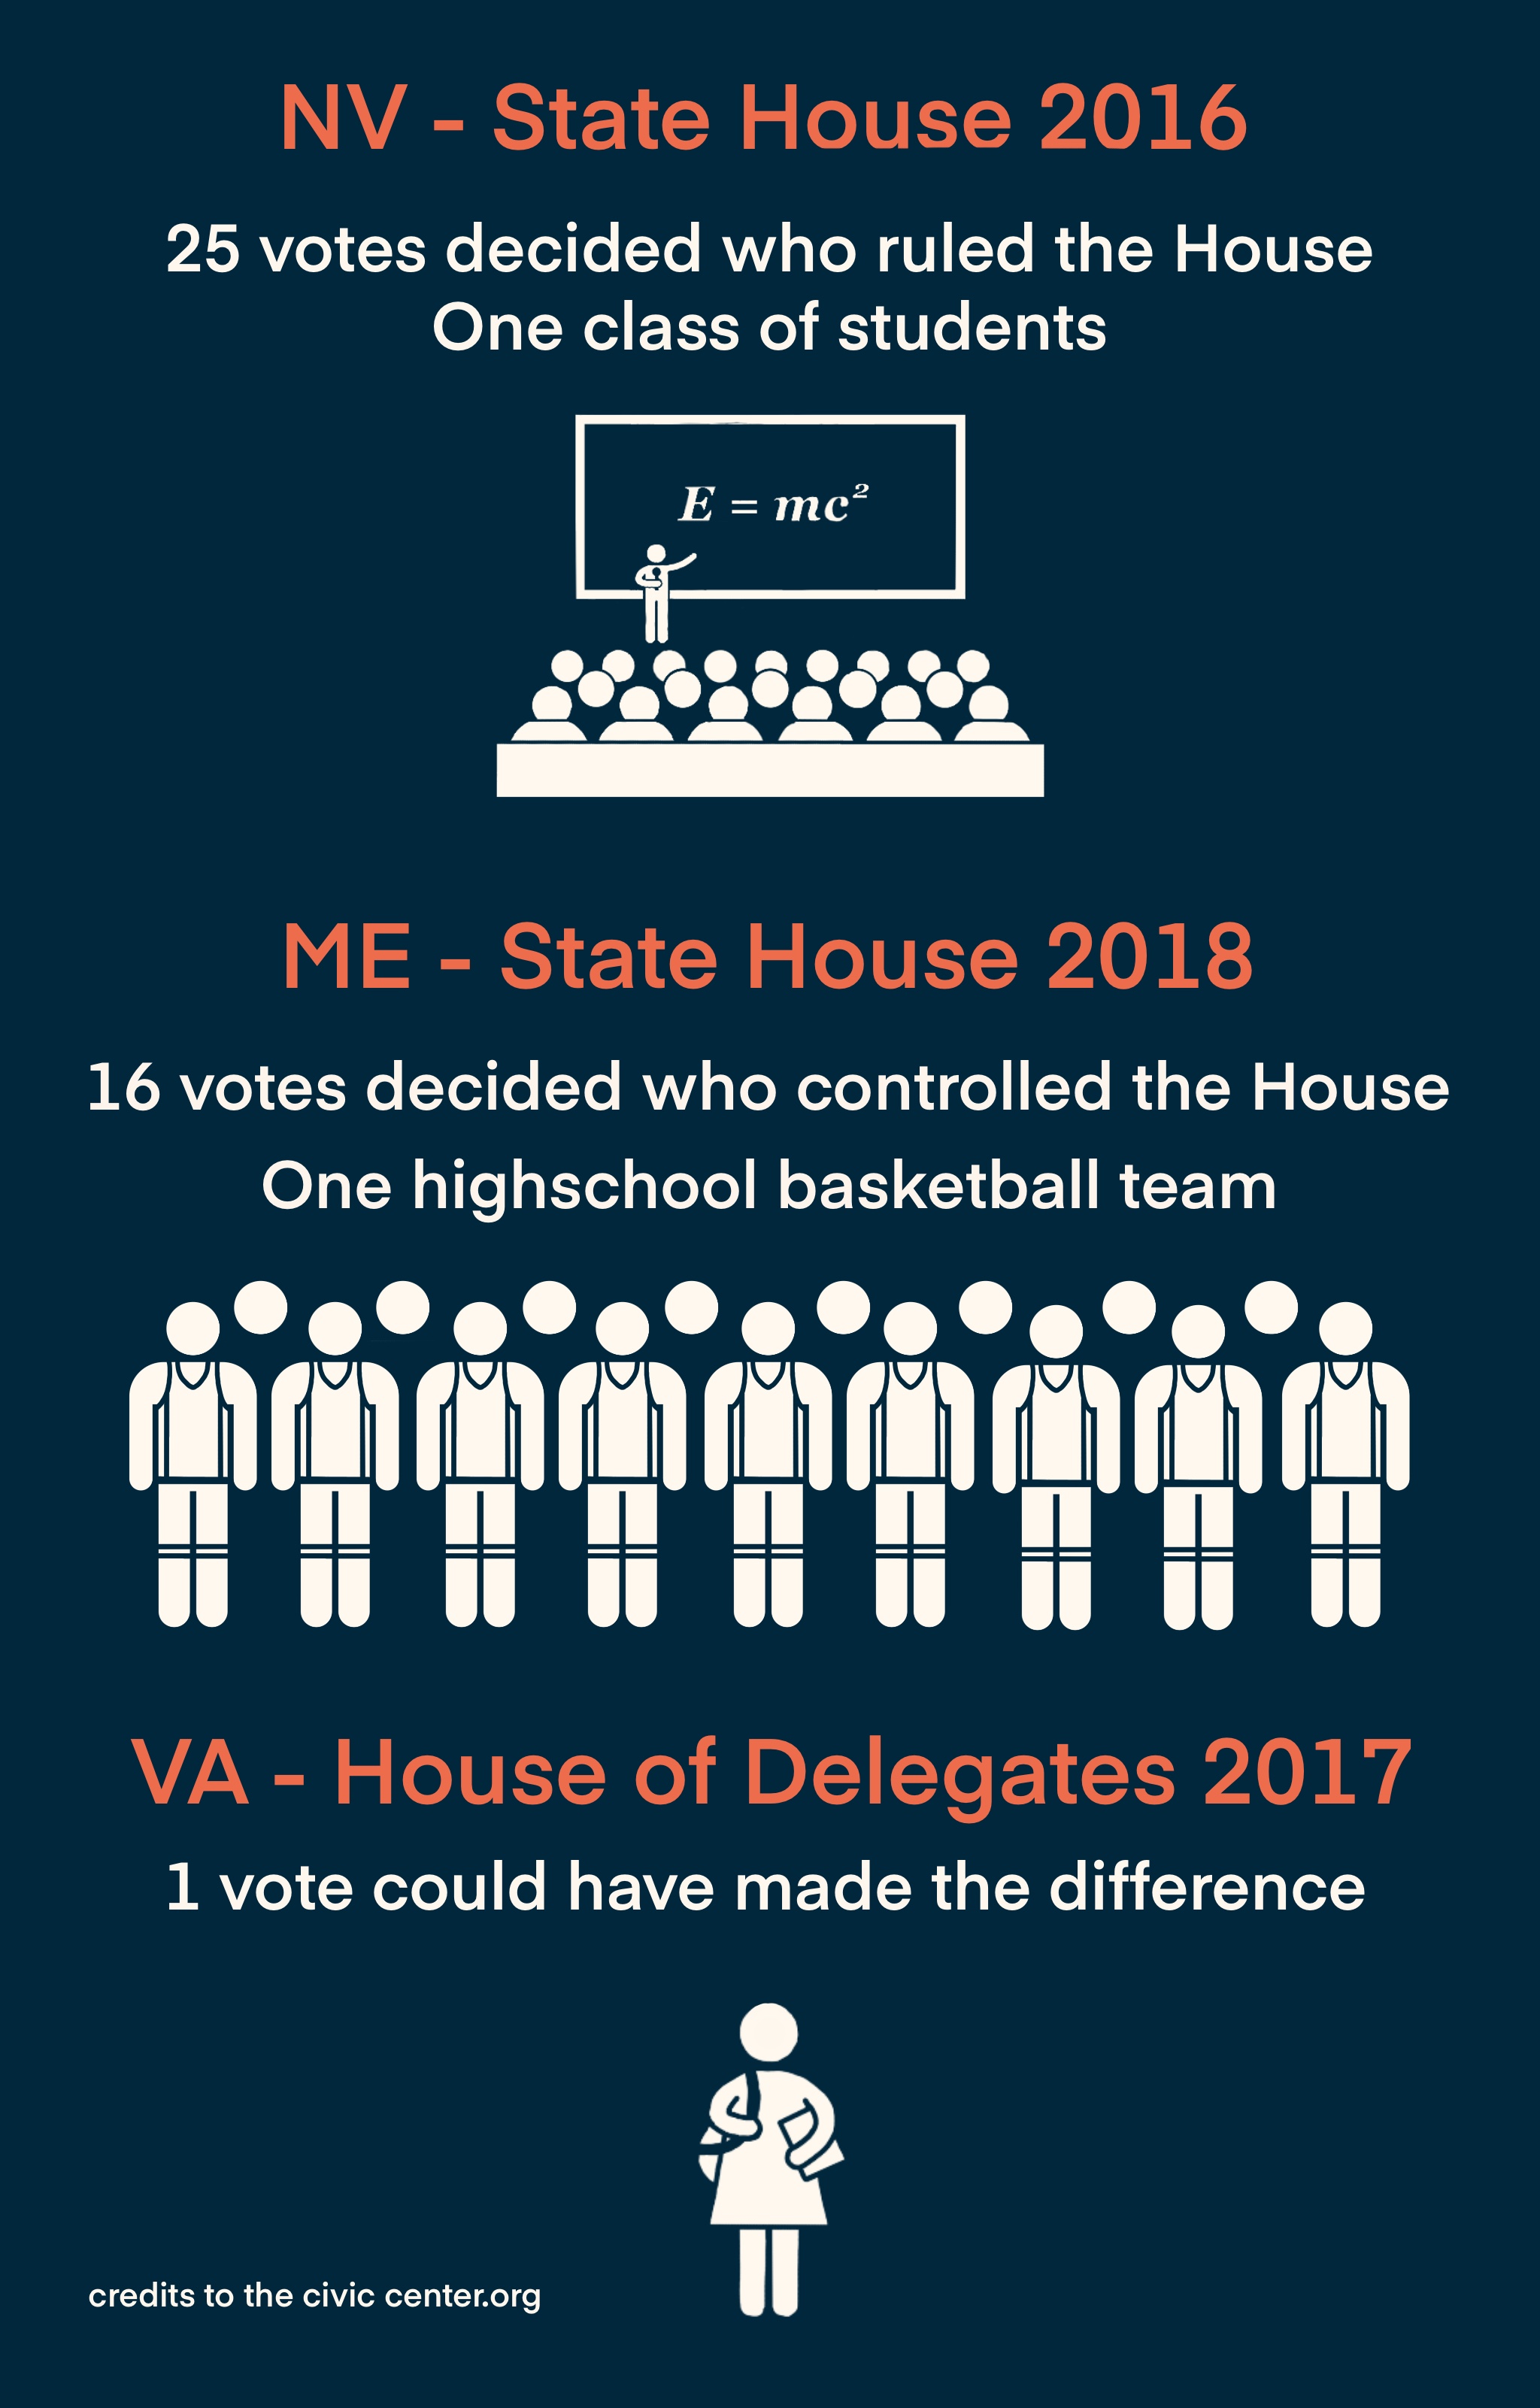 NV - State House 2016
25 votes decided who ruled the House
One class of students
E = mc²
ME - State House 2018
16 votes decided who controlled the House
One highschool basketball team
VA - House of Delegates 2017
1 vote could have made the difference
credits to the civic center.org